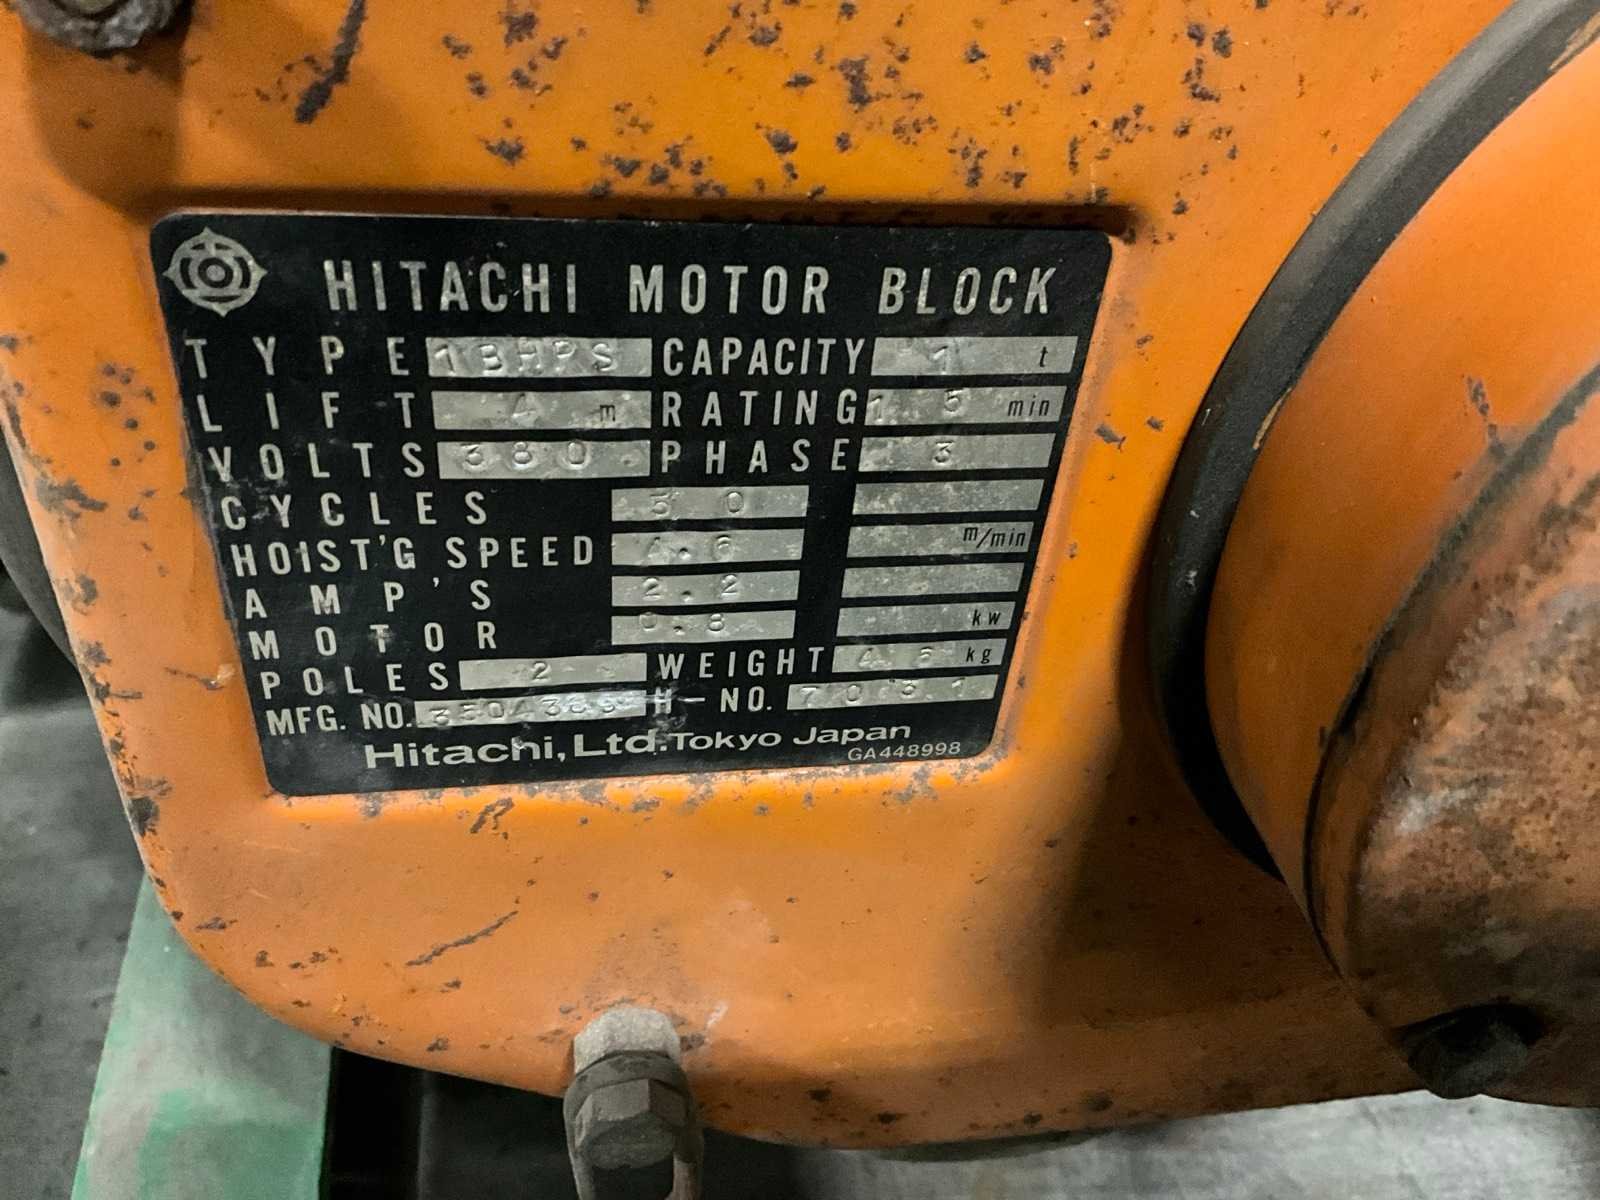 HITACHI MOTOR BLOCK
TYPE 1BHPS CAPACITY 1 t
LIFT 4 m RATING 15 min
VOLTS 380 PHASE 3
CYCLES 50
HOIST'G SPEED 4.6 m/min
AMP'S 2.2
MOTOR 0.8 kw
POLES 2 WEIGHT kg
MFG. NO. H-NO. 7031
Hitachi, Ltd. Tokyo Japan
GA448998